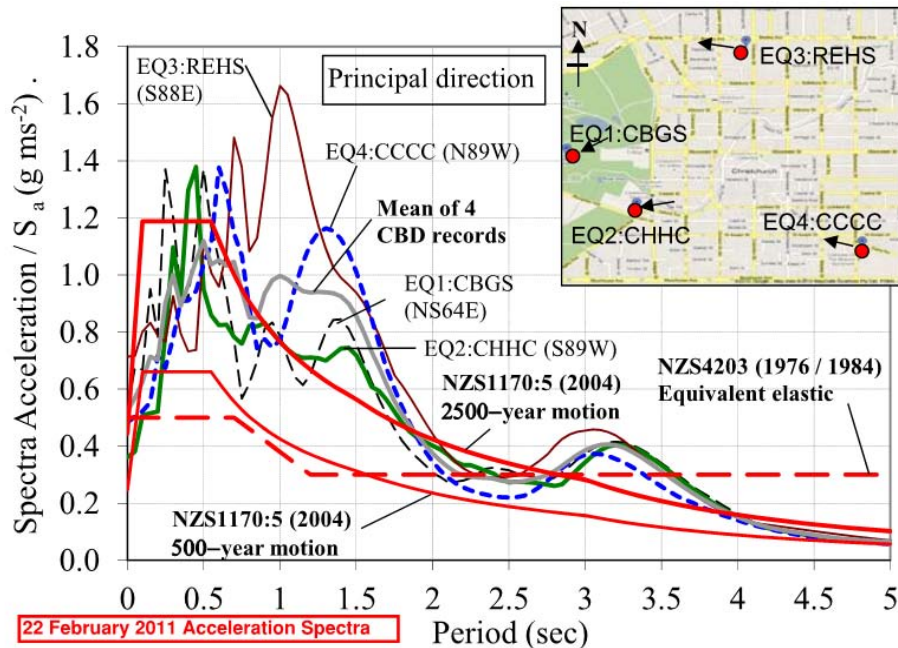 Spectra Acceleration / S a (g ms-2) .
1.8
1.6
1.4
1.2
1.0
0.8
0.6
0.4
0.2
0.0
0
0.5
1
1.5
2
2.5
3
3.5
4
4.5
5
Period (sec)
EQ3:REHS
(S88E)
Principal direction
EQ4:CCCC (N89W)
Mean of 4
CBD records
EQ1:CBGS
(NS64E)
EQ2:CHHC (S89W)
NZS1170:5 (2004)
2500–year motion
NZS4203 (1976 / 1984)
Equivalent elastic
NZS1170:5 (2004)
500–year motion
22 February 2011 Acceleration Spectra
N
EQ3:REHS
EQ1:CBGS
Christchurch
EQ2:CHHC
EQ4:CCCC